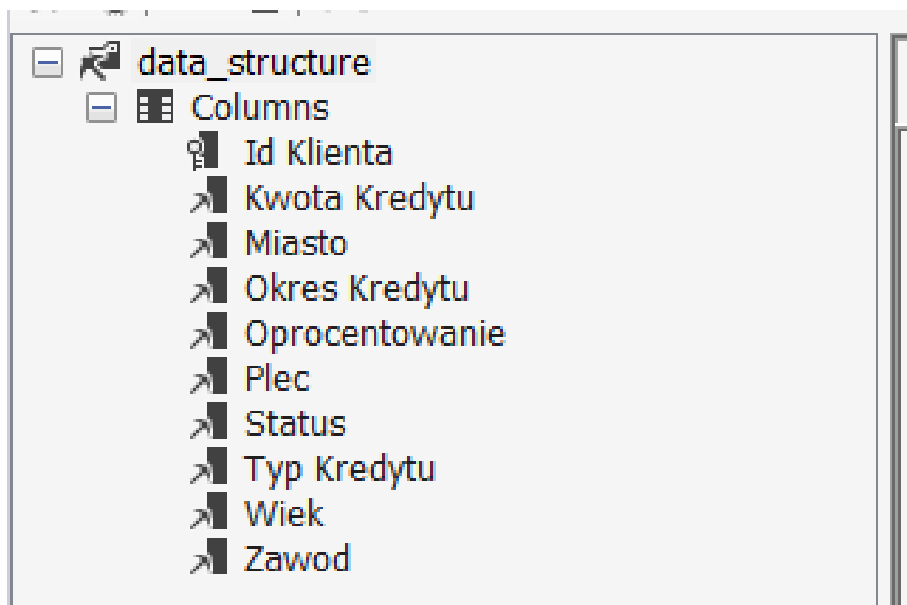 data_structure
Columns
Id Klienta
Kwota Kredytu
Miasto
Okres Kredytu
Oprocentowanie
Plec
Status
Typ Kredytu
Wiek
Zawod